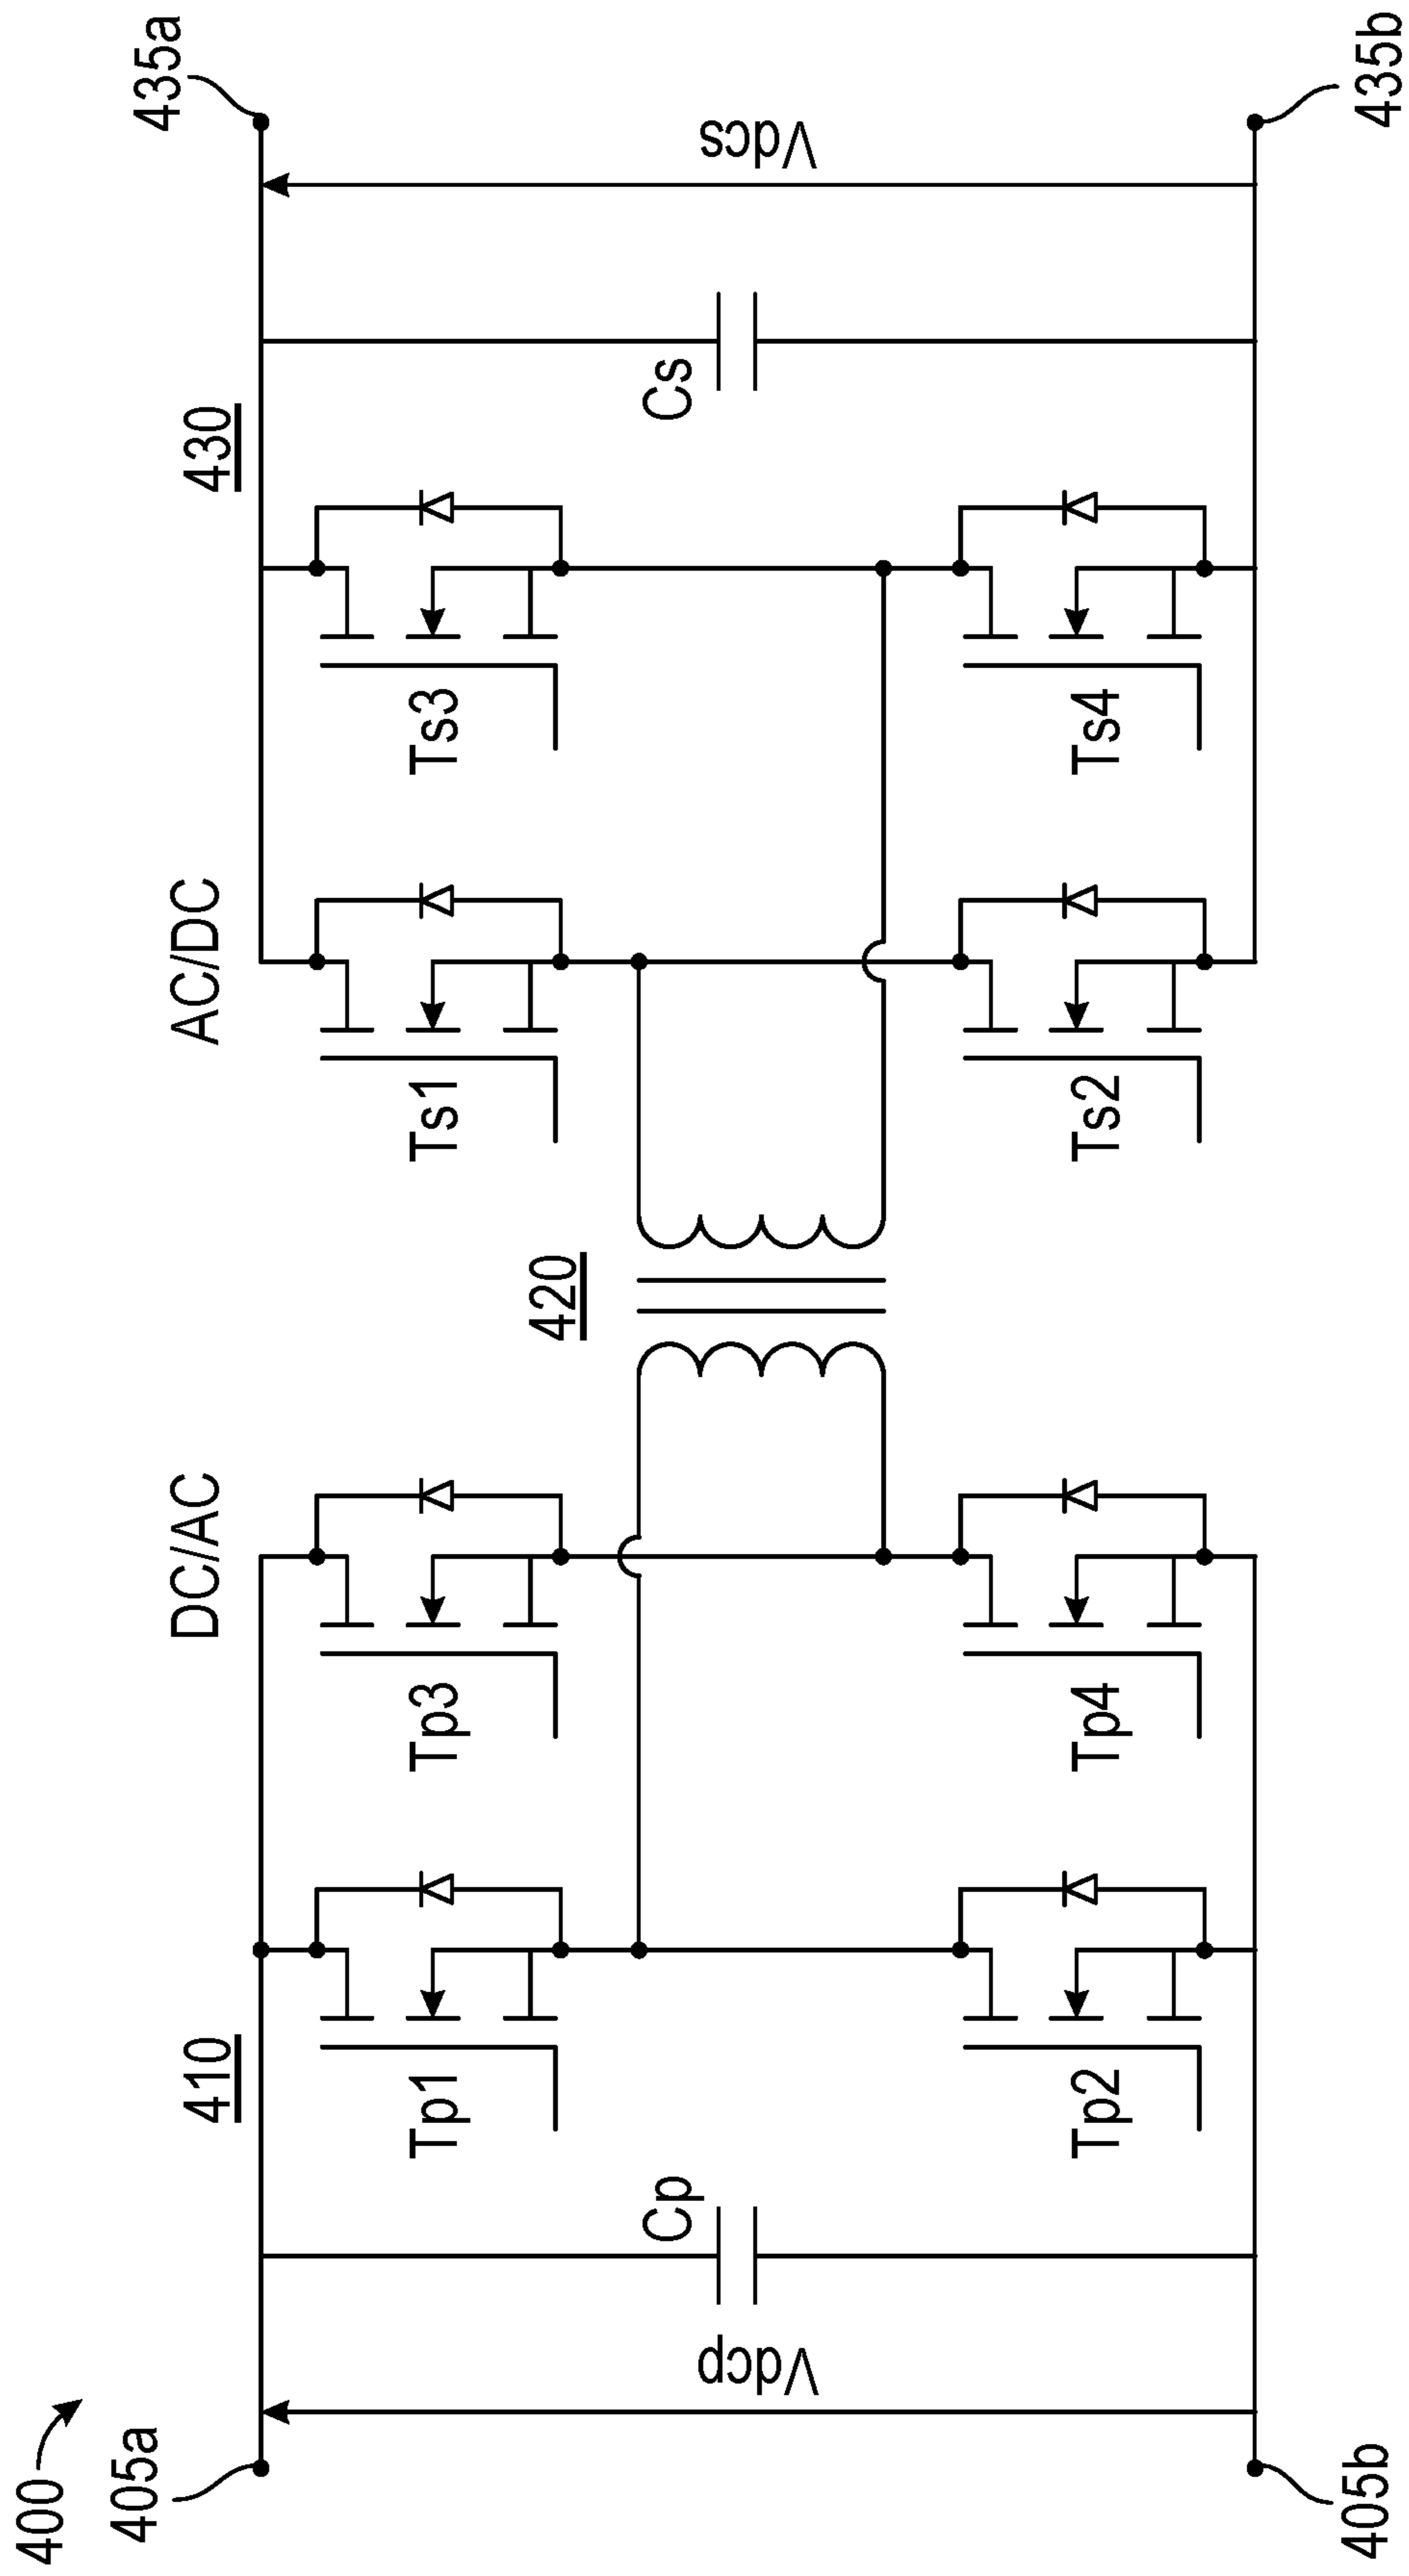 400
405a
410
DC/AC
420
AC/DC
430
435a
Vdcp
Cp
Tp1
Tp3
Ts1
Ts3
Cs
Vdcs
Tp2
Tp4
Ts2
Ts4
405b
435b